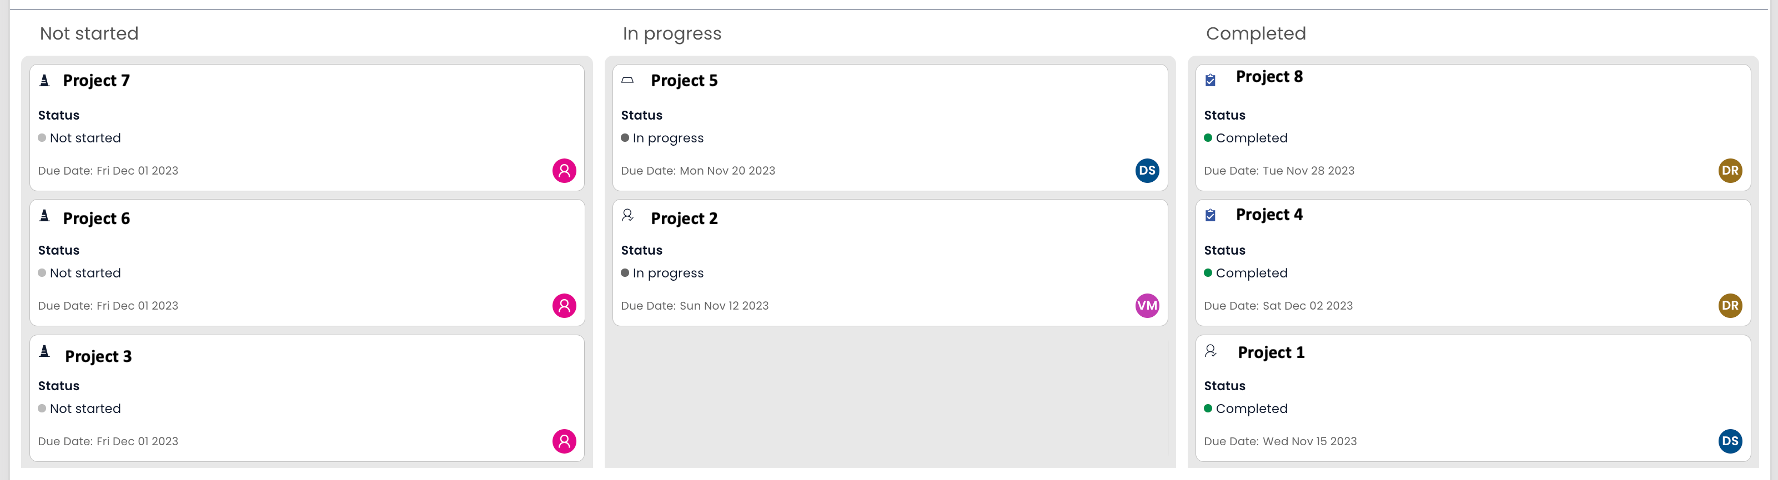 Not started
Project 7
Status
Not started
Due Date: Fri Dec 01 2023
Project 6
Status
Not started
Due Date: Fri Dec 01 2023
Project 3
Status
Not started
Due Date: Fri Dec 01 2023
In progress
Project 5
Status
In progress
Due Date: Mon Nov 20 2023
DS
Project 2
Status
In progress
Due Date: Sun Nov 12 2023
VM
Completed
Project 8
Status
Completed
Due Date: Tue Nov 28 2023
DR
Project 4
Status
Completed
Due Date: Sat Dec 02 2023
DR
Project 1
Status
Completed
Due Date: Wed Nov 15 2023
DS